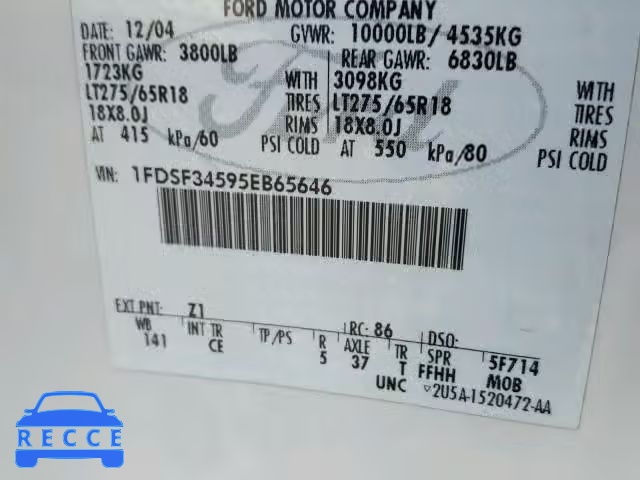 FORD MOTOR COMPANY
DATE: 12/04 GVWR: 10000LB/ 4535KG
FRONT GAWR: 3800LB REAR GAWR: 6830LB
1723KG WITH 3098KG WITH
LT275/65R18 TIRES LT275/65R18 TIRES
18X8.0J RIMS 18X8.0J RIMS
AT 415 kPa/60 PSI COLD AT 550 kPa/80 PSI COLD
VIN: 1FDSF34595EB65646
EXT PNT: Z1 RC: 86 DSO:
WB INT TR TP/PS R AXLE TR SPR 5F714
141 CE 5 37 T FFHH MOB
UNC ▽2U5A-1520472-AA